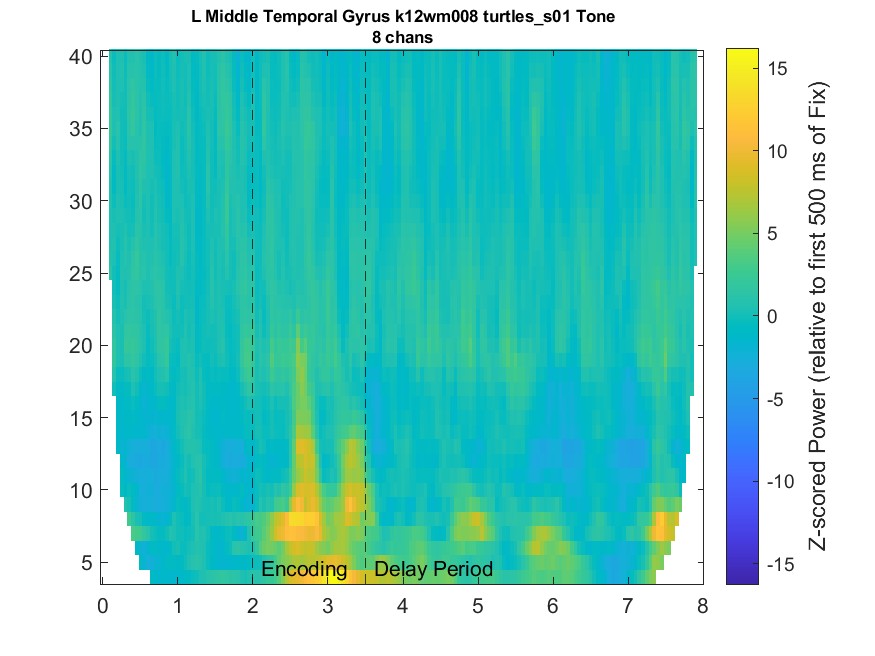 L Middle Temporal Gyrus k12wm008 turtles_s01 Tone
8 chans
40
35
30
25
20
15
10
5
Encoding
Delay Period
0 1 2 3 4 5 6 7 8
15
10
5
0
-5
-10
-15
Z-scored Power (relative to first 500 ms of Fix)